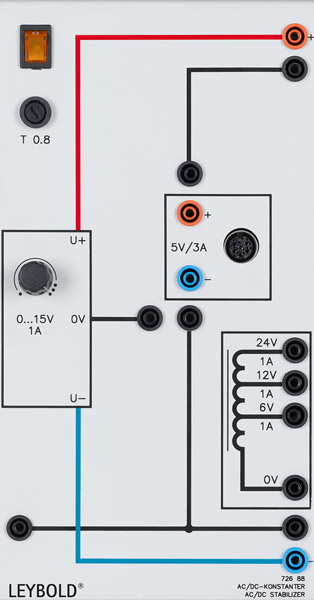 +
T 0.8
U+
+
5V/3A
-
0...15V
1A
0V
U-
24V
1A
12V
1A
6V
1A
0V
-
726 88
AC/DC-KONSTANTER
AC/DC STABILIZER
LEYBOLD®